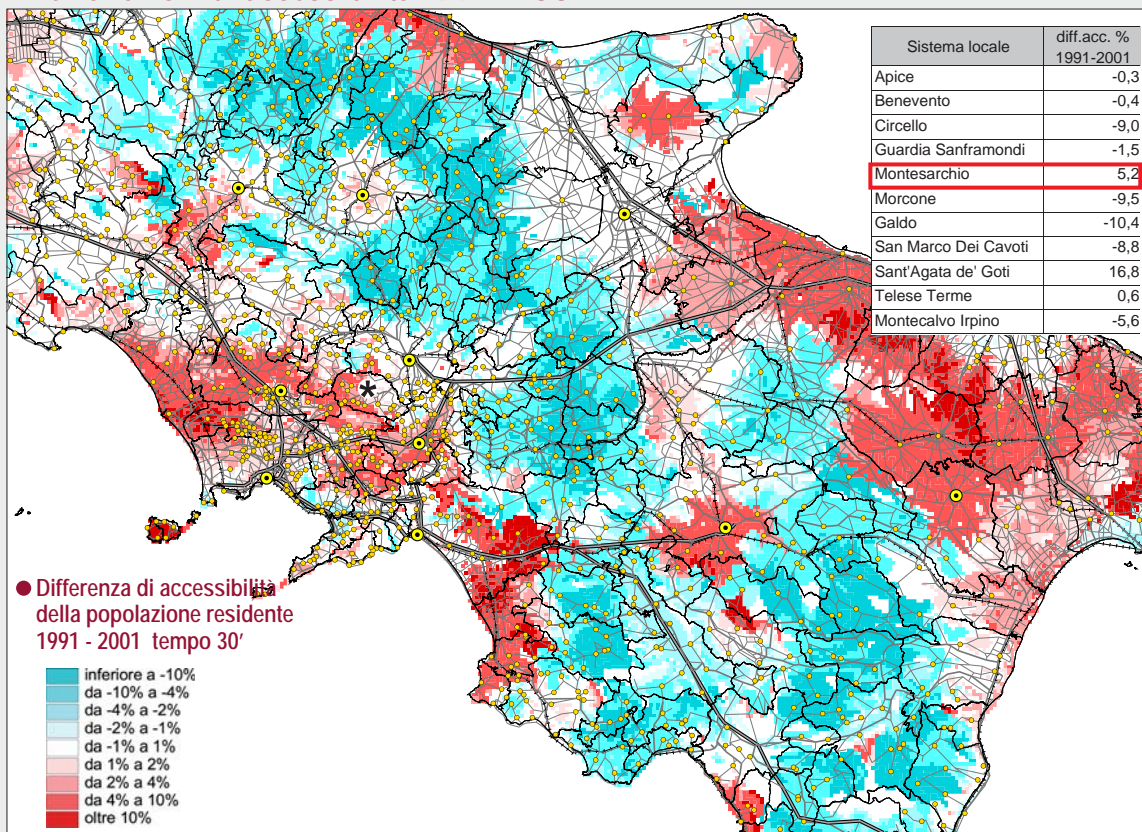 Sistema locale diff.acc. % 1991-2001
Apice -0,3
Benevento -0,4
Circello -9,0
Guardia Sanframondi -1,5
Montesarchio 5,2
Morcone -9,5
Galdo -10,4
San Marco Dei Cavoti -8,8
Sant'Agata de' Goti 16,8
Telese Terme 0,6
Montecalvo Irpino -5,6
*
Differenza di accessibilità
della popolazione residente
1991 - 2001 tempo 30'
inferiore a -10%
da -10% a -4%
da -4% a -2%
da -2% a -1%
da -1% a 1%
da 1% a 2%
da 2% a 4%
da 4% a 10%
oltre 10%